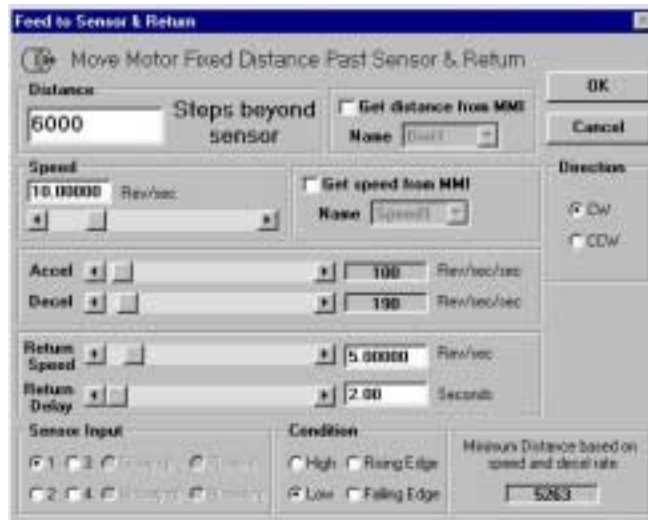 Feed to Sensor & Return
Move Motor Fixed Distance Past Sensor & Return
Distance
6000
Steps beyond
sensor
Get distance from MMI
Name
OK
Cancel
Speed
10.00000 Rev/sec
Get speed from MMI
Name Speed1
Direction
CW
CCW
Accel 100 Rev/sec/sec
Decel 190 Rev/sec/sec
Return
Speed 5.00000 Rev/sec
Return
Delay 2.00 Seconds
Sensor Input
1 3
2 4
Condition
High Rising Edge
Low Falling Edge
Minimum Distance based on
speed and decel rate
5263